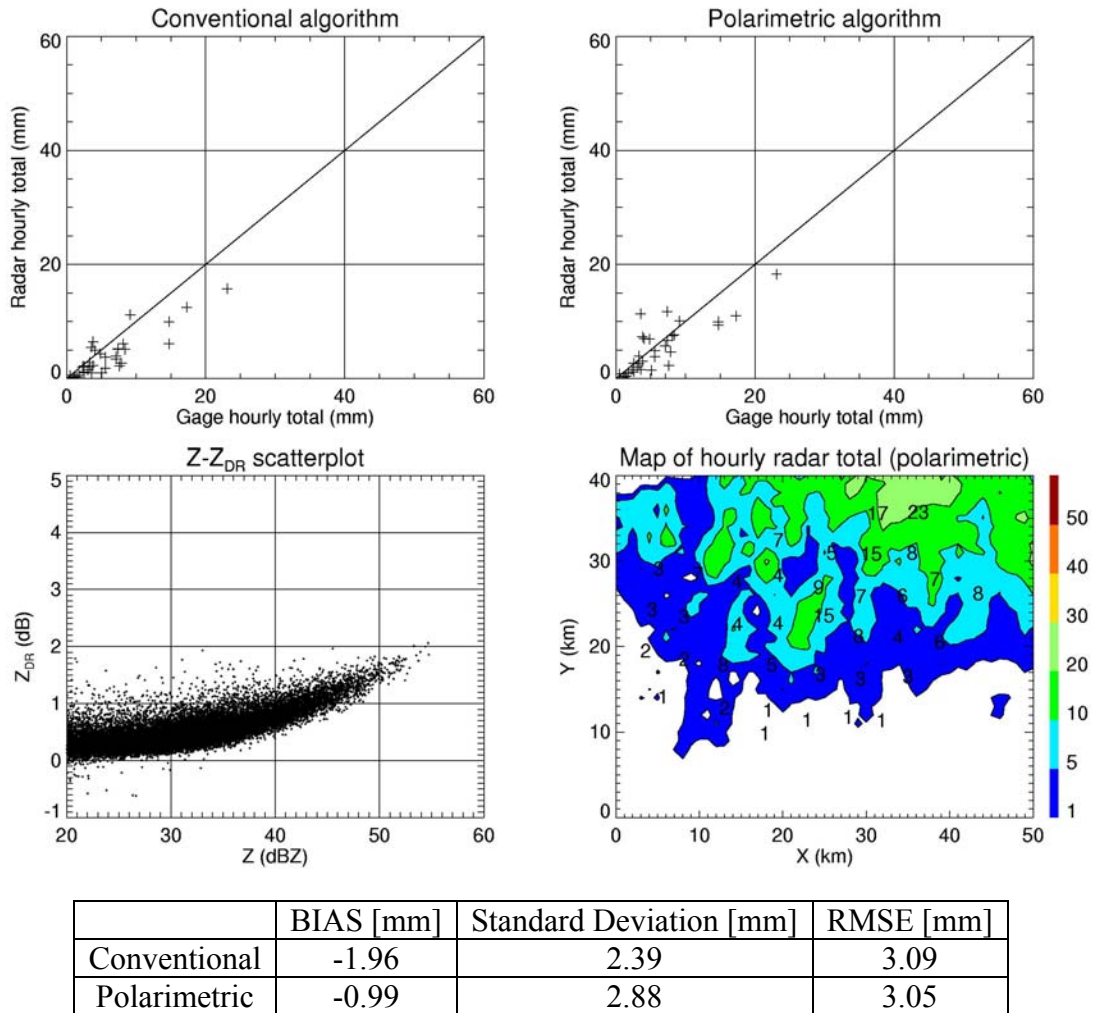 Conventional algorithm
60
40
20
0
Radar hourly total (mm)
0 20 40 60
Gage hourly total (mm)
Polarimetric algorithm
60
40
20
0
Radar hourly total (mm)
0 20 40 60
Gage hourly total (mm)
Z-ZDR scatterplot
5
4
3
2
1
0
-1
ZDR (dB)
20 30 40 50 60
Z (dBZ)
Map of hourly radar total (polarimetric)
40
30
20
10
0
Y (km)
17 23
7
5 15 8
3 4 4 7
9 7 6 8
3 3 15
4 4 8 4 6
2 2
8 5 3 3 3
1 2 1 1 1 1
1
0 10 20 30 40 50
X (km)
50
40
30
20
10
5
1
BIAS [mm] Standard Deviation [mm] RMSE [mm]
Conventional -1.96 2.39 3.09
Polarimetric -0.99 2.88 3.05